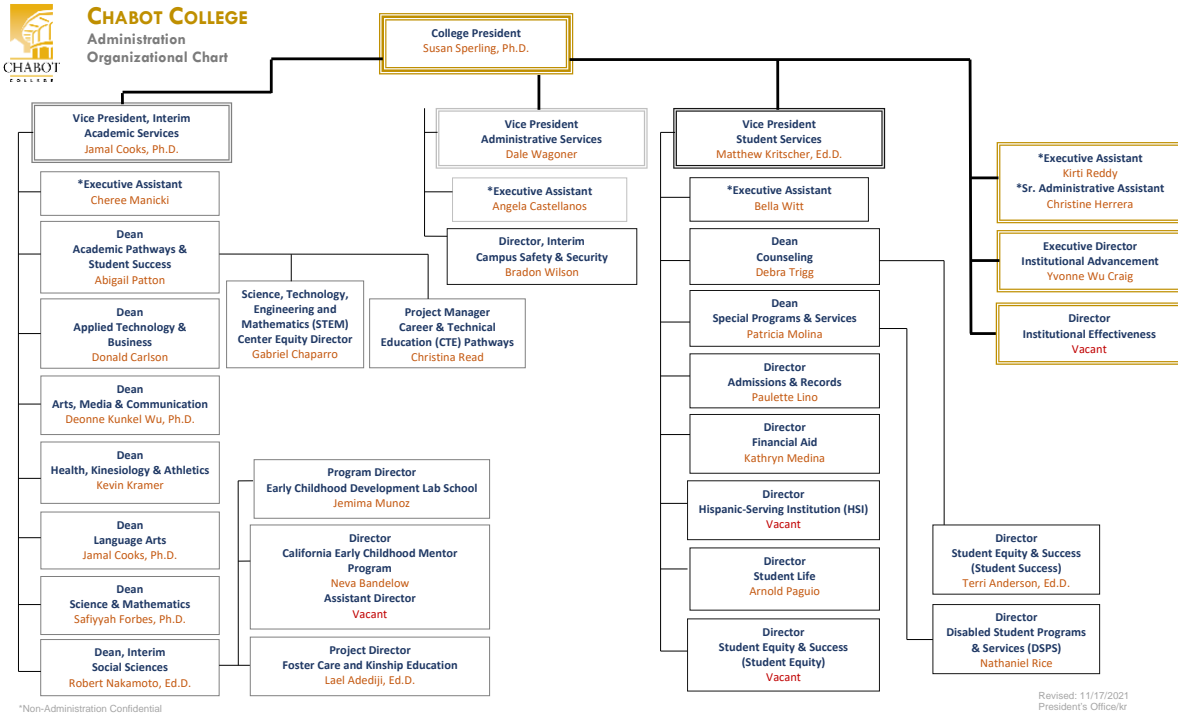 CHABOT COLLEGE
Administration
Organizational Chart
CHABOT
COLLEGE
College President
Susan Sperling, Ph.D.
Vice President, Interim
Academic Services
Jamal Cooks, Ph.D.
*Executive Assistant
Cheree Manicki
Dean
Academic Pathways &
Student Success
Abigail Patton
Science, Technology,
Engineering and
Mathematics (STEM)
Center Equity Director
Gabriel Chaparro
Project Manager
Career & Technical
Education (CTE) Pathways
Christina Read
Dean
Applied Technology &
Business
Donald Carlson
Dean
Arts, Media & Communication
Deonne Kunkel Wu, Ph.D.
Dean
Health, Kinesiology & Athletics
Kevin Kramer
Dean
Language Arts
Jamal Cooks, Ph.D.
Dean
Science & Mathematics
Safiyyah Forbes, Ph.D.
Dean, Interim
Social Sciences
Robert Nakamoto, Ed.D.
Program Director
Early Childhood Development Lab School
Jemima Munoz
Director
California Early Childhood Mentor
Program
Neva Bandelow
Assistant Director
Vacant
Project Director
Foster Care and Kinship Education
Lael Adediji, Ed.D.
Vice President
Administrative Services
Dale Wagoner
*Executive Assistant
Angela Castellanos
Director, Interim
Campus Safety & Security
Bradon Wilson
Vice President
Student Services
Matthew Kritscher, Ed.D.
*Executive Assistant
Bella Witt
Dean
Counseling
Debra Trigg
Dean
Special Programs & Services
Patricia Molina
Director
Admissions & Records
Paulette Lino
Director
Financial Aid
Kathryn Medina
Director
Hispanic-Serving Institution (HSI)
Vacant
Director
Student Life
Arnold Paguio
Director
Student Equity & Success
(Student Equity)
Vacant
Director
Student Equity & Success
(Student Success)
Terri Anderson, Ed.D.
Director
Disabled Student Programs
& Services (DSPS)
Nathaniel Rice
*Executive Assistant
Kirti Reddy
*Sr. Administrative Assistant
Christine Herrera
Executive Director
Institutional Advancement
Yvonne Wu Craig
Director
Institutional Effectiveness
Vacant
*Non-Administration Confidential
Revised: 11/17/2021
President's Office/kr